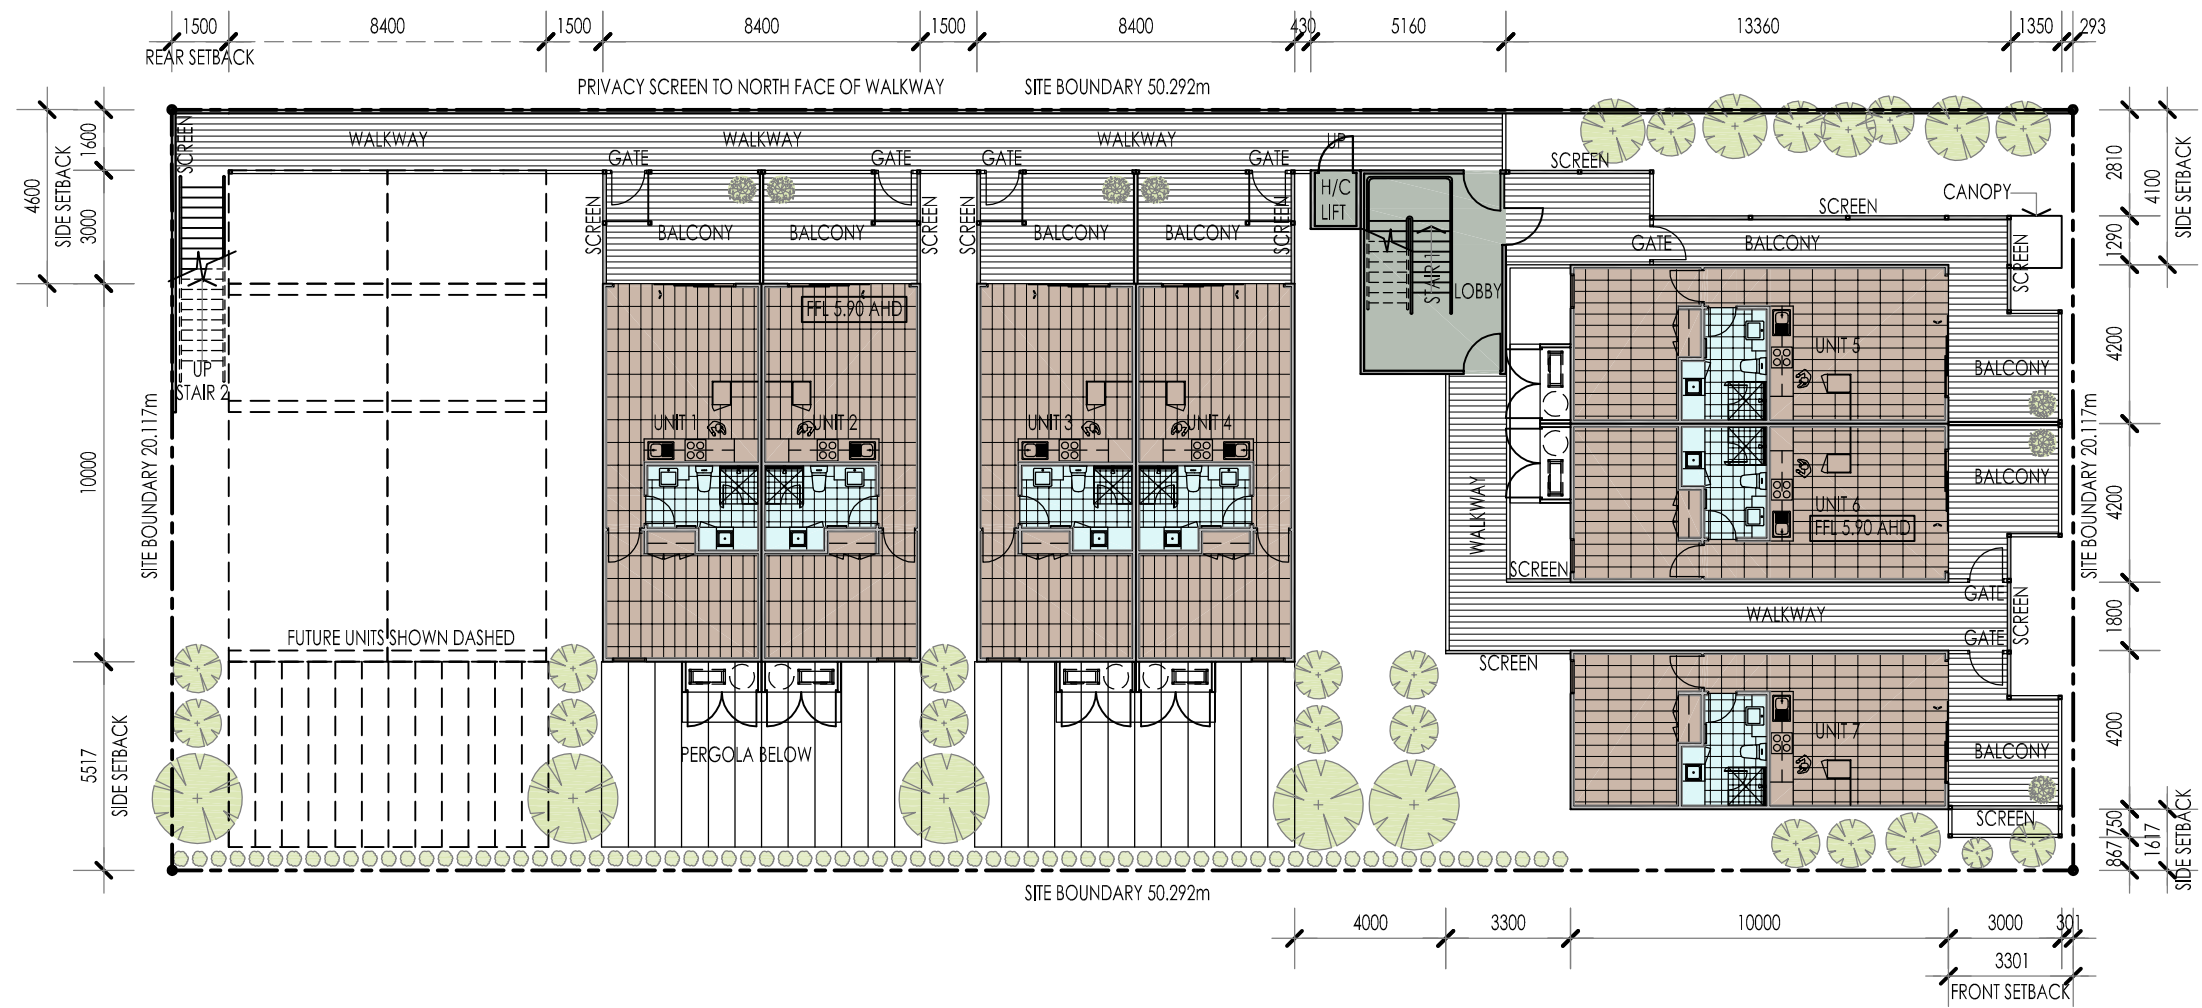 1500 8400 1500 8400 1500 8400 430 5160 13360 1350 293
REAR SETBACK
PRIVACY SCREEN TO NORTH FACE OF WALKWAY
SITE BOUNDARY 50.292m
SCREEN
WALKWAY
WALKWAY
WALKWAY
UP
GATE
GATE
GATE
GATE
SCREEN
4600
SIDE SETBACK
1600
3000
10000
5517
SIDE SETBACK
H/C
LIFT
CANOPY
SCREEN
SCREEN
BALCONY
BALCONY
SCREEN
SCREEN
BALCONY
BALCONY
SCREEN
STAIR 1
LOBBY
GATE
BALCONY
SCREEN
2810
4100
SIDE SETBACK
1290
FFL 5.90 AHD
UP
STAIR 2
SITE BOUNDARY 20.117m
UNIT 1
UNIT 2
UNIT 3
UNIT 4
UNIT 5
BALCONY
4200
SITE BOUNDARY 20.117m
BALCONY
UNIT 6
FFL 5.90 AHD
4200
WALKWAY
SCREEN
GATE
WALKWAY
SCREEN
GATE
1800
SCREEN
FUTURE UNITS SHOWN DASHED
PERGOLA BELOW
UNIT 7
BALCONY
4200
SCREEN
750
867
1617
SIDE SETBACK
SITE BOUNDARY 50.292m
4000 3300 10000 3000 301
3301
FRONT SETBACK